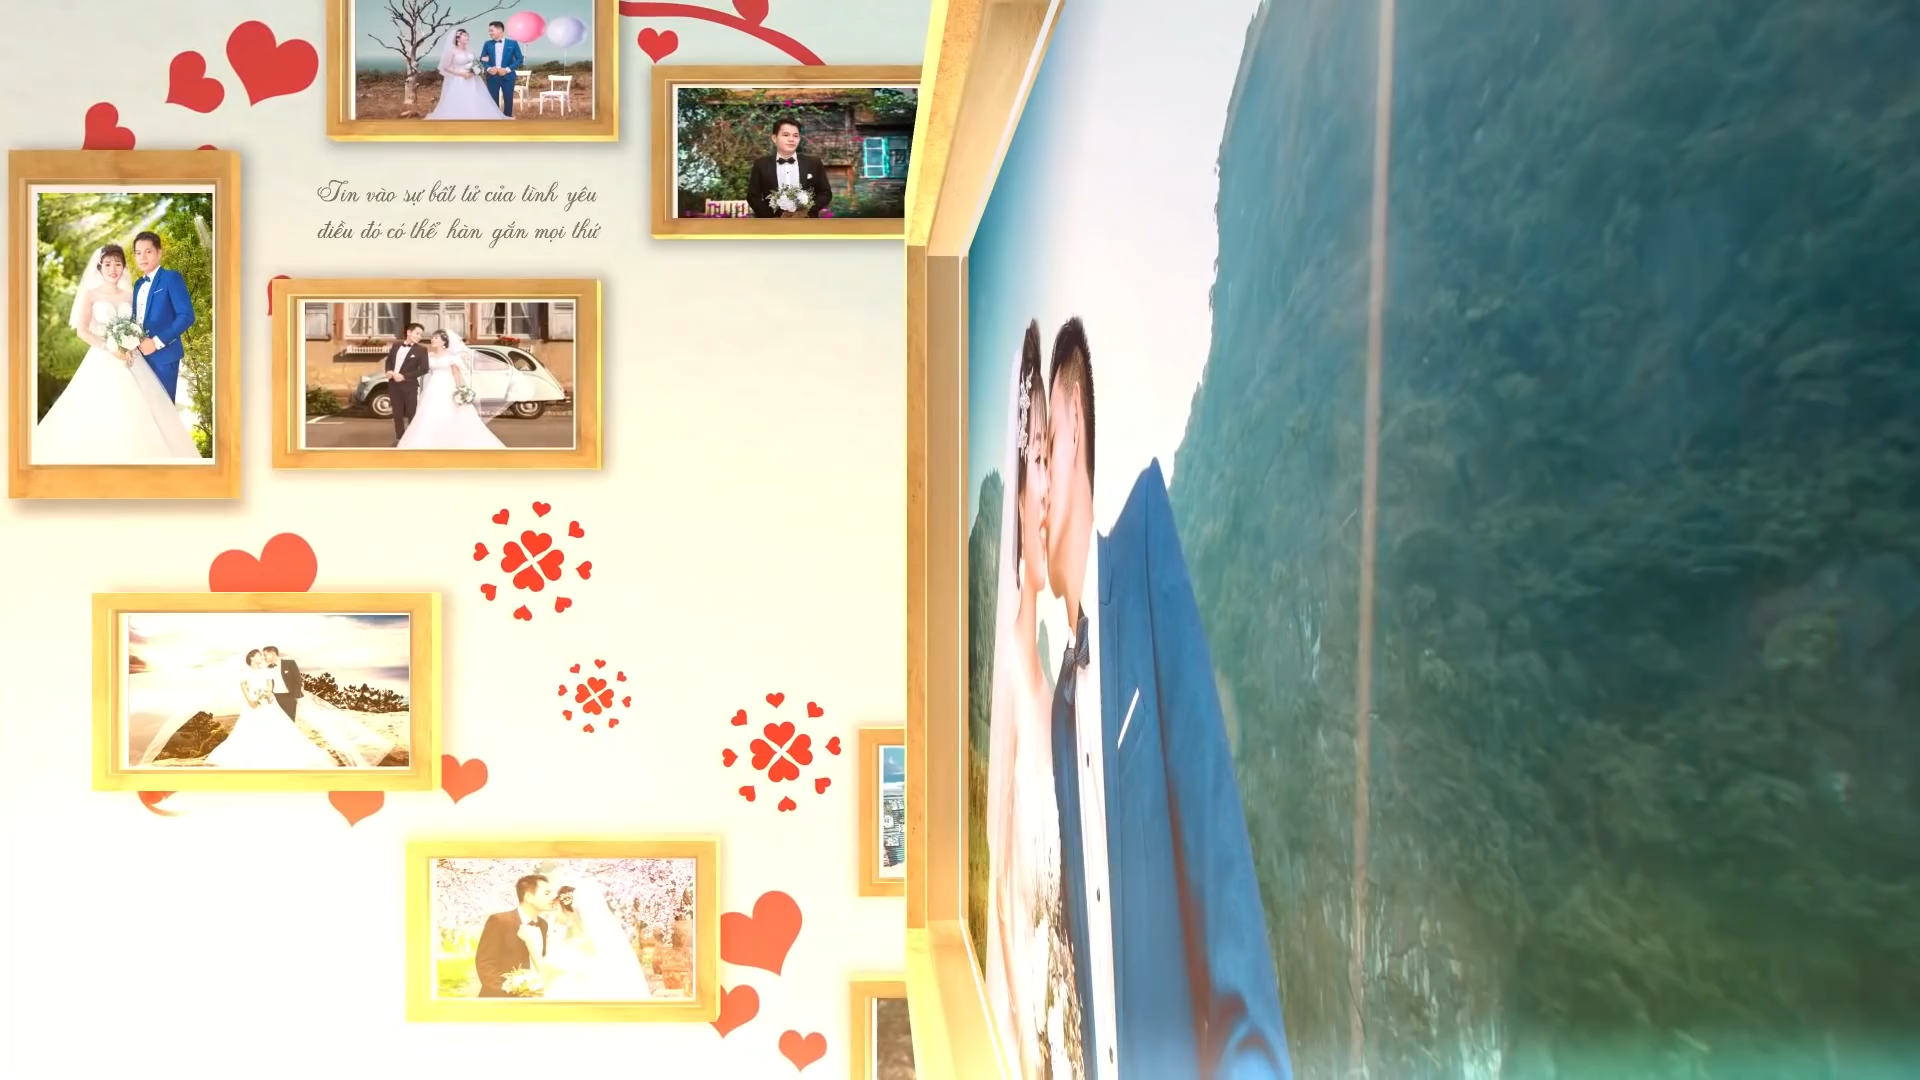 Tin vào sự bất tử của tình yêu
điều đó có thể hàn gắn mọi thứ